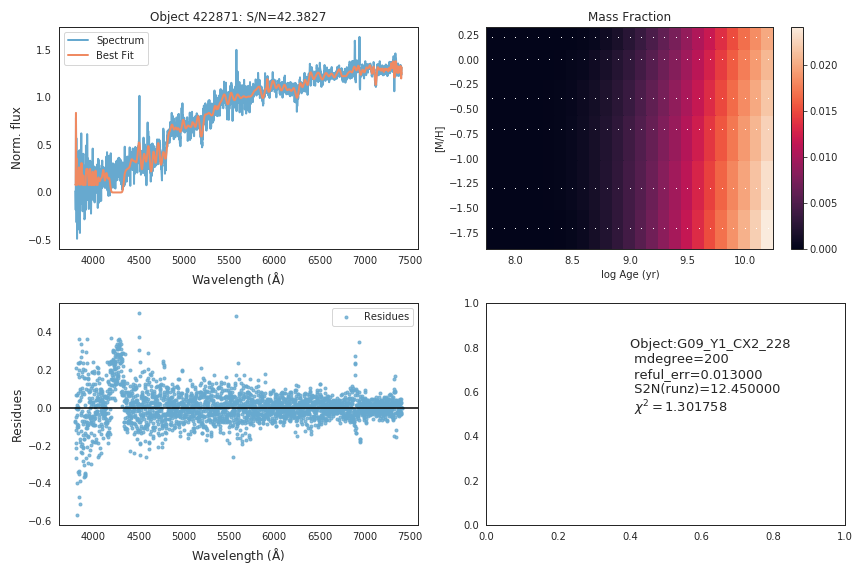 Object 422871: S/N=42.3827
Spectrum
Best Fit
Norm. flux
1.5
1.0
0.5
0.0
−0.5
4000 4500 5000 5500 6000 6500 7000 7500
Wavelength (Å)
Mass Fraction
[M/H]
0.25
0.00
−0.25
−0.50
−0.75
−1.00
−1.25
−1.50
−1.75
8.0 8.5 9.0 9.5 10.0
log Age (yr)
0.020
0.015
0.010
0.005
0.000
Residues
Residues
0.4
0.2
0.0
−0.2
−0.4
−0.6
4000 4500 5000 5500 6000 6500 7000 7500
Wavelength (Å)
1.0
0.8
0.6
0.4
0.2
0.0
Object:G09_Y1_CX2_228
mdegree=200
reful_err=0.013000
S2N(runz)=12.450000
χ² = 1.301758
0.0 0.2 0.4 0.6 0.8 1.0